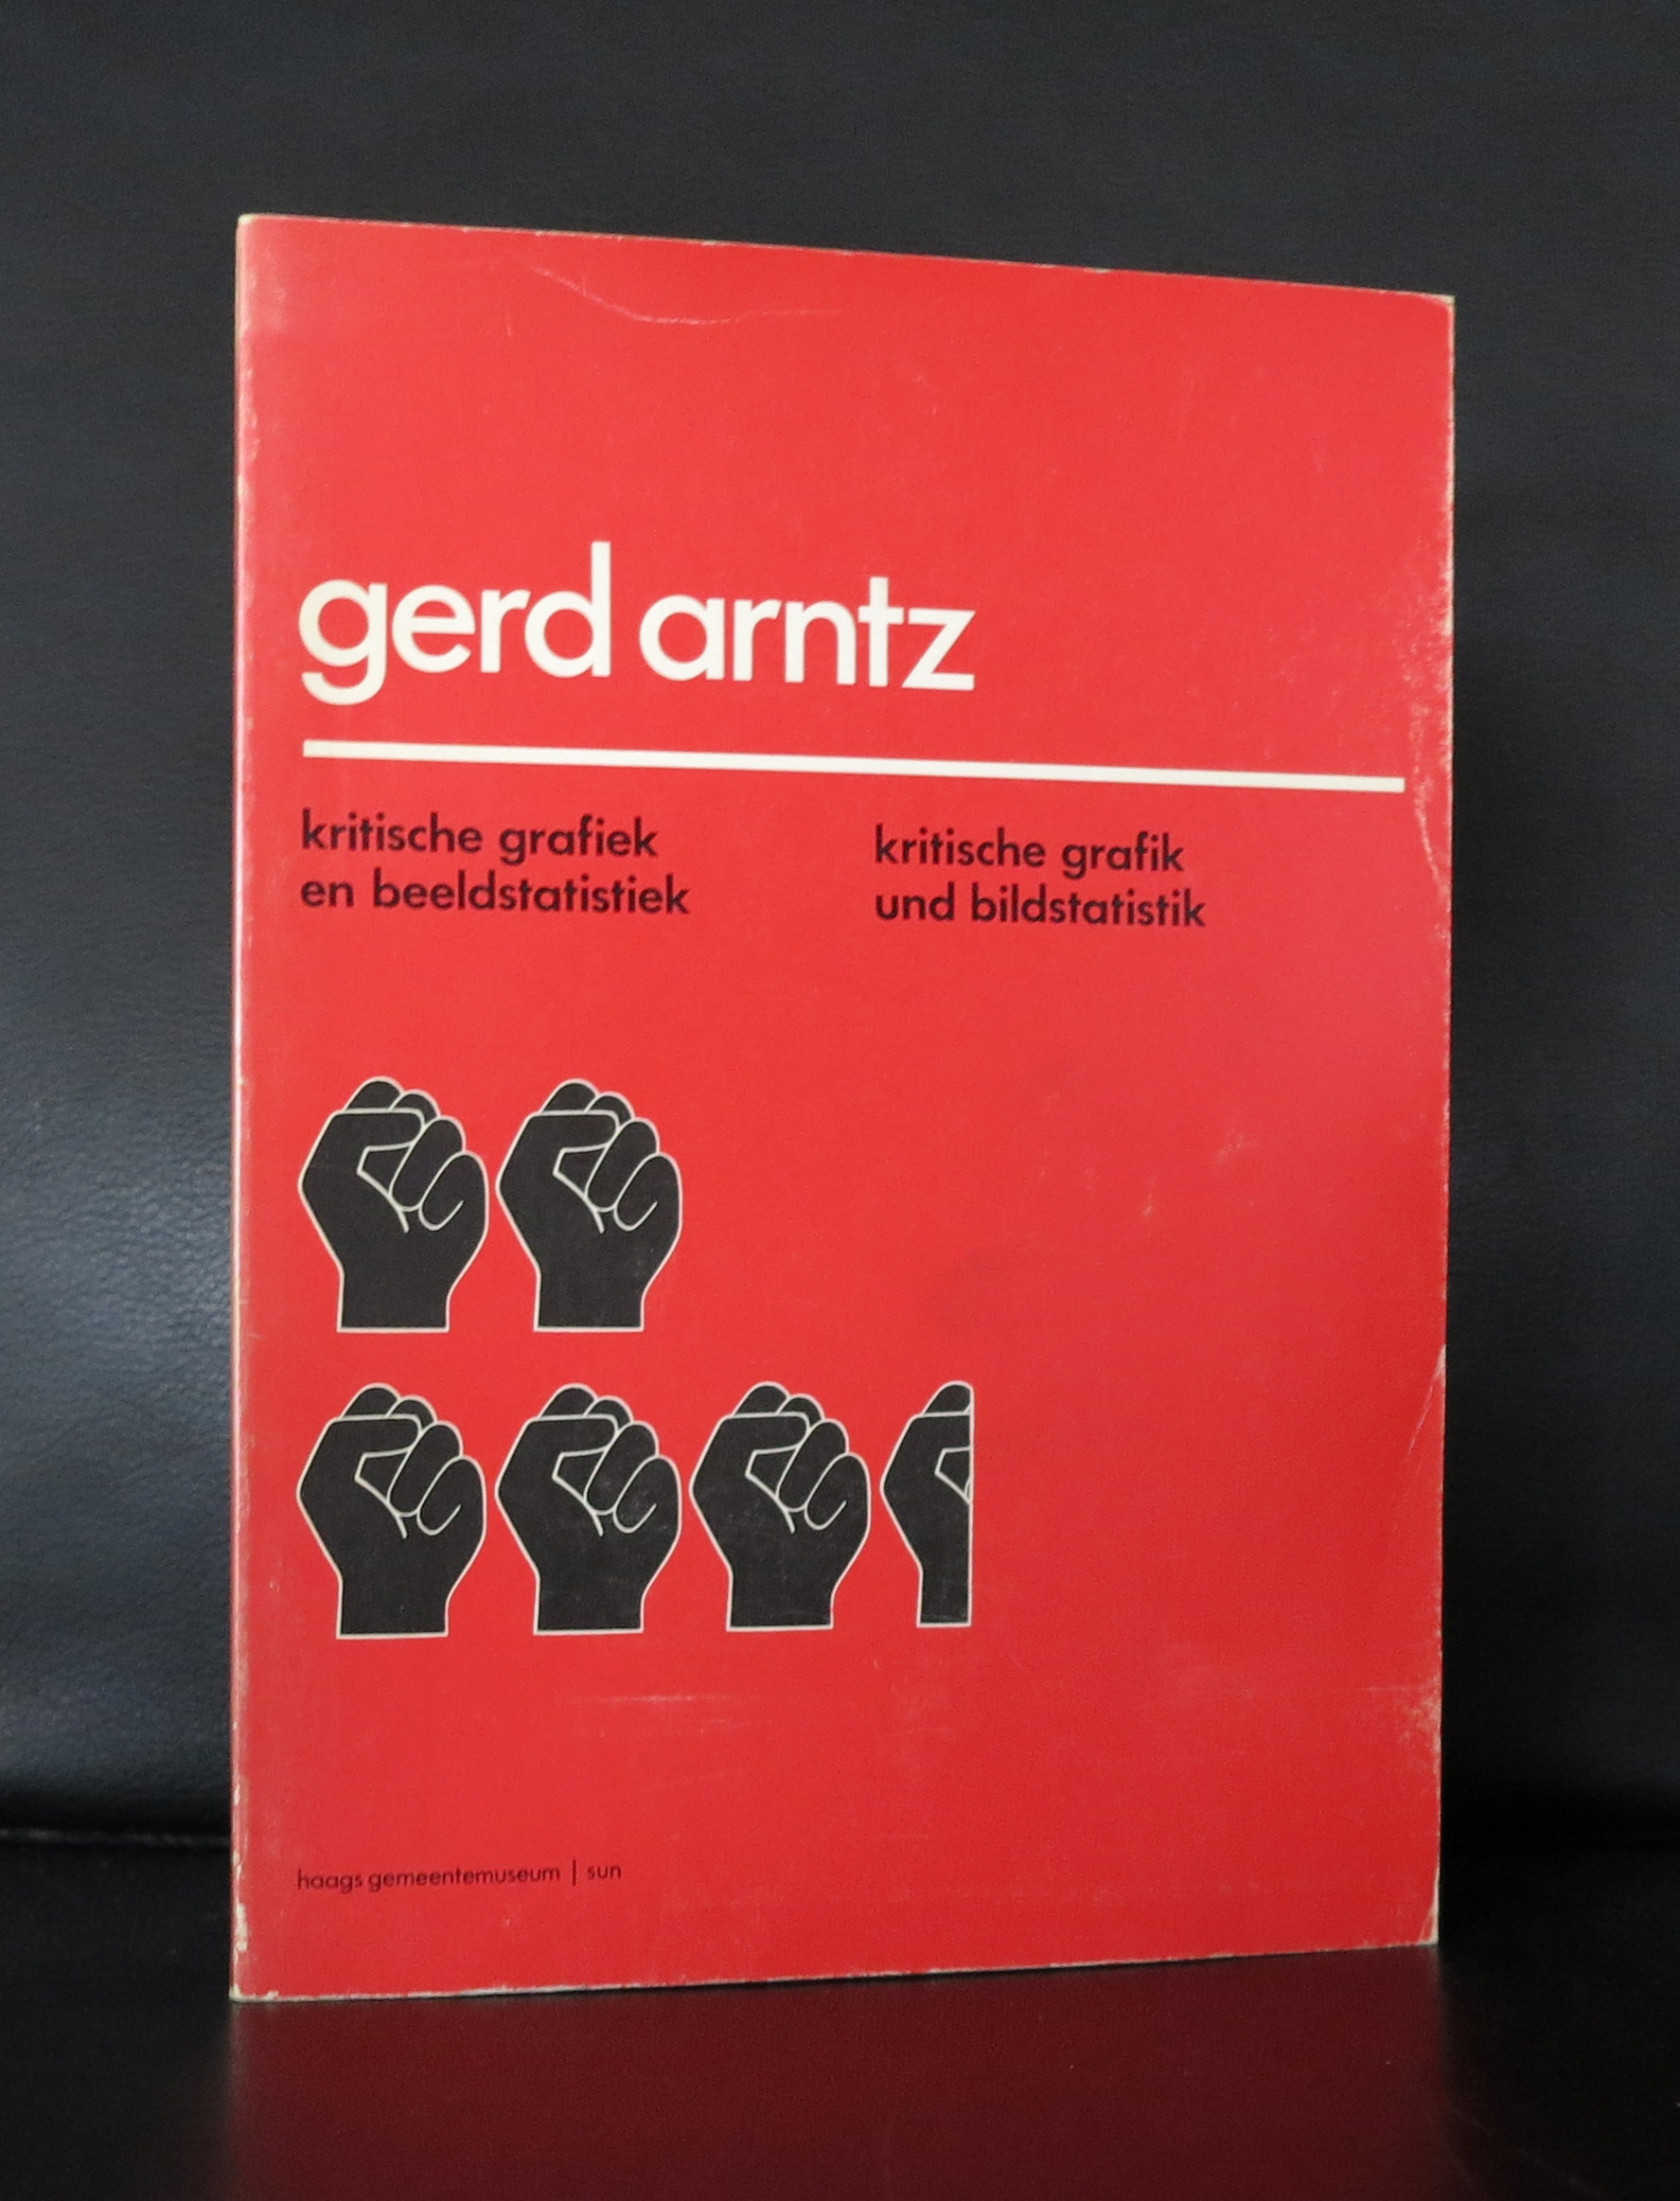 gerd arntz
kritische grafiek
en beeldstatistiek
kritische grafik
und bildstatistik
haags gemeentemuseum | sun